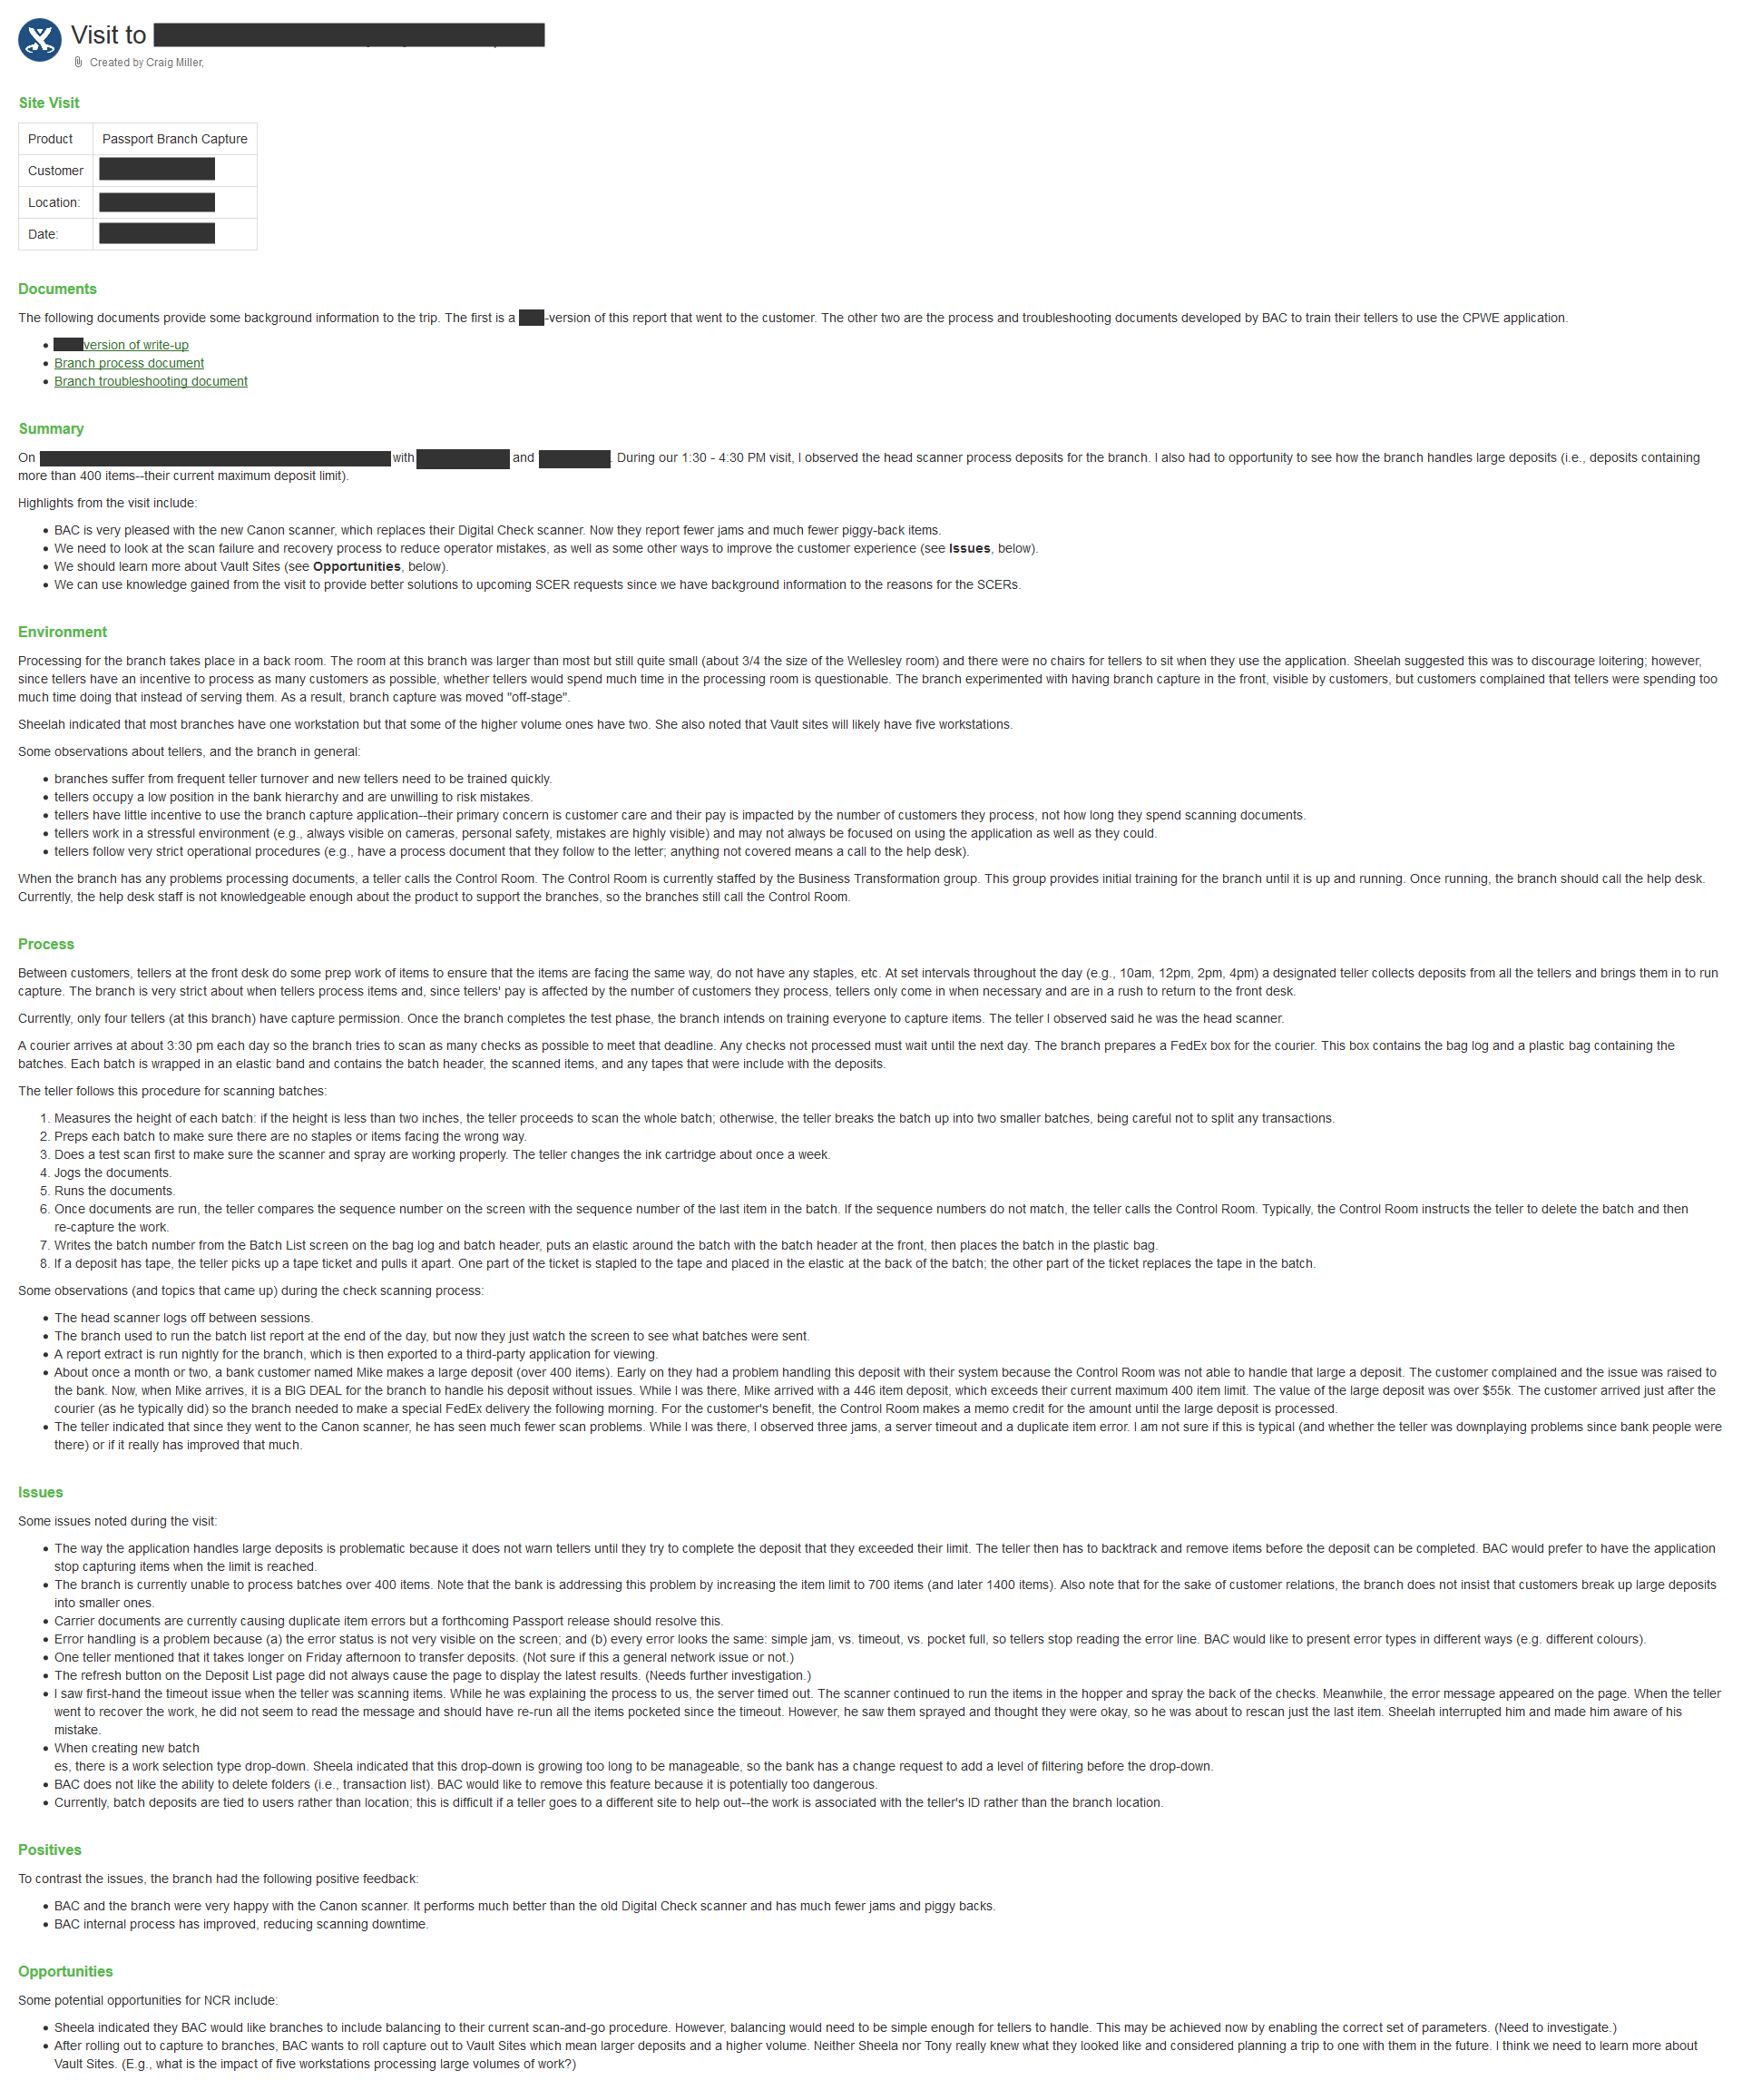 Visit to
Created by Craig Miller,
Site Visit
Product Passport Branch Capture
Customer
Location:
Date:
Documents
The following documents provide some background information to the trip. The first is a -version of this report that went to the customer. The other two are the process and troubleshooting documents developed by BAC to train their tellers to use the CPWE application.
• version of write-up
• Branch process document
• Branch troubleshooting document
Summary
On with and . During our 1:30 - 4:30 PM visit, I observed the head scanner process deposits for the branch. I also had to opportunity to see how the branch handles large deposits (i.e., deposits containing
more than 400 items--their current maximum deposit limit).
Highlights from the visit include:
• BAC is very pleased with the new Canon scanner, which replaces their Digital Check scanner. Now they report fewer jams and much fewer piggy-back items.
• We need to look at the scan failure and recovery process to reduce operator mistakes, as well as some other ways to improve the customer experience (see Issues, below).
• We should learn more about Vault Sites (see Opportunities, below).
• We can use knowledge gained from the visit to provide better solutions to upcoming SCER requests since we have background information to the reasons for the SCERs.
Environment
Processing for the branch takes place in a back room. The room at this branch was larger than most but still quite small (about 3/4 the size of the Wellesley room) and there were no chairs for tellers to sit when they use the application. Sheelah suggested this was to discourage loitering; however,
since tellers have an incentive to process as many customers as possible, whether tellers would spend much time in the processing room is questionable. The branch experimented with having branch capture in the front, visible by customers, but customers complained that tellers were spending too
much time doing that instead of serving them. As a result, branch capture was moved "off-stage".
Sheelah indicated that most branches have one workstation but that some of the higher volume ones have two. She also noted that Vault sites will likely have five workstations.
Some observations about tellers, and the branch in general:
• branches suffer from frequent teller turnover and new tellers need to be trained quickly.
• tellers occupy a low position in the bank hierarchy and are unwilling to risk mistakes.
• tellers have little incentive to use the branch capture application--their primary concern is customer care and their pay is impacted by the number of customers they process, not how long they spend scanning documents.
• tellers work in a stressful environment (e.g., always visible on cameras, personal safety, mistakes are highly visible) and may not always be focused on using the application as well as they could.
• tellers follow very strict operational procedures (e.g., have a process document that they follow to the letter; anything not covered means a call to the help desk).
When the branch has any problems processing documents, a teller calls the Control Room. The Control Room is currently staffed by the Business Transformation group. This group provides initial training for the branch until it is up and running. Once running, the branch should call the help desk.
Currently, the help desk staff is not knowledgeable enough about the product to support the branches, so the branches still call the Control Room.
Process
Between customers, tellers at the front desk do some prep work of items to ensure that the items are facing the same way, do not have any staples, etc. At set intervals throughout the day (e.g., 10am, 12pm, 2pm, 4pm) a designated teller collects deposits from all the tellers and brings them in to run
capture. The branch is very strict about when tellers process items and, since tellers' pay is affected by the number of customers they process, tellers only come in when necessary and are in a rush to return to the front desk.
Currently, only four tellers (at this branch) have capture permission. Once the branch completes the test phase, the branch intends on training everyone to capture items. The teller I observed said he was the head scanner.
A courier arrives at about 3:30 pm each day so the branch tries to scan as many checks as possible to meet that deadline. Any checks not processed must wait until the next day. The branch prepares a FedEx box for the courier. This box contains the bag log and a plastic bag containing the
batches. Each batch is wrapped in an elastic band and contains the batch header, the scanned items, and any tapes that were include with the deposits.
The teller follows this procedure for scanning batches:
1. Measures the height of each batch: if the height is less than two inches, the teller proceeds to scan the whole batch; otherwise, the teller breaks the batch up into two smaller batches, being careful not to split any transactions.
2. Preps each batch to make sure there are no staples or items facing the wrong way.
3. Does a test scan first to make sure the scanner and spray are working properly. The teller changes the ink cartridge about once a week.
4. Jogs the documents.
5. Runs the documents.
6. Once documents are run, the teller compares the sequence number on the screen with the sequence number of the last item in the batch. If the sequence numbers do not match, the teller calls the Control Room. Typically, the Control Room instructs the teller to delete the batch and then
re-capture the work.
7. Writes the batch number from the Batch List screen on the bag log and batch header, puts an elastic around the batch with the batch header at the front, then places the batch in the plastic bag.
8. If a deposit has tape, the teller picks up a tape ticket and pulls it apart. One part of the ticket is stapled to the tape and placed in the elastic at the back of the batch; the other part of the ticket replaces the tape in the batch.
Some observations (and topics that came up) during the check scanning process:
• The head scanner logs off between sessions.
• The branch used to run the batch list report at the end of the day, but now they just watch the screen to see what batches were sent.
• A report extract is run nightly for the branch, which is then exported to a third-party application for viewing.
• About once a month or two, a bank customer named Mike makes a large deposit (over 400 items). Early on they had a problem handling this deposit with their system because the Control Room was not able to handle that large a deposit. The customer complained and the issue was raised to
the bank. Now, when Mike arrives, it is a BIG DEAL for the branch to handle his deposit without issues. While I was there, Mike arrived with a 446 item deposit, which exceeds their current maximum 400 item limit. The value of the large deposit was over $55k. The customer arrived just after the
courier (as he typically did) so the branch needed to make a special FedEx delivery the following morning. For the customer's benefit, the Control Room makes a memo credit for the amount until the large deposit is processed.
• The teller indicated that since they went to the Canon scanner, he has seen much fewer scan problems. While I was there, I observed three jams, a server timeout and a duplicate item error. I am not sure if this is typical (and whether the teller was downplaying problems since bank people were
there) or if it really has improved that much.
Issues
Some issues noted during the visit:
• The way the application handles large deposits is problematic because it does not warn tellers until they try to complete the deposit that they exceeded their limit. The teller then has to backtrack and remove items before the deposit can be completed. BAC would prefer to have the application
stop capturing items when the limit is reached.
• The branch is currently unable to process batches over 400 items. Note that the bank is addressing this problem by increasing the item limit to 700 items (and later 1400 items). Also note that for the sake of customer relations, the branch does not insist that customers break up large deposits
into smaller ones.
• Carrier documents are currently causing duplicate item errors but a forthcoming Passport release should resolve this.
• Error handling is a problem because (a) the error status is not very visible on the screen; and (b) every error looks the same: simple jam, vs. timeout, vs. pocket full, so tellers stop reading the error line. BAC would like to present error types in different ways (e.g. different colours).
• One teller mentioned that it takes longer on Friday afternoon to transfer deposits. (Not sure if this a general network issue or not.)
• The refresh button on the Deposit List page did not always cause the page to display the latest results. (Needs further investigation.)
• I saw first-hand the timeout issue when the teller was scanning items. While he was explaining the process to us, the server timed out. The scanner continued to run the items in the hopper and spray the back of the checks. Meanwhile, the error message appeared on the page. When the teller
went to recover the work, he did not seem to read the message and should have re-run all the items pocketed since the timeout. However, he saw them sprayed and thought they were okay, so he was about to rescan just the last item. Sheelah interrupted him and made him aware of his
mistake.
• When creating new batch
es, there is a work selection type drop-down. Sheela indicated that this drop-down is growing too long to be manageable, so the bank has a change request to add a level of filtering before the drop-down.
• BAC does not like the ability to delete folders (i.e., transaction list). BAC would like to remove this feature because it is potentially too dangerous.
• Currently, batch deposits are tied to users rather than location; this is difficult if a teller goes to a different site to help out--the work is associated with the teller's ID rather than the branch location.
Positives
To contrast the issues, the branch had the following positive feedback:
• BAC and the branch were very happy with the Canon scanner. It performs much better than the old Digital Check scanner and has much fewer jams and piggy backs.
• BAC internal process has improved, reducing scanning downtime.
Opportunities
Some potential opportunities for NCR include:
• Sheela indicated they BAC would like branches to include balancing to their current scan-and-go procedure. However, balancing would need to be simple enough for tellers to handle. This may be achieved now by enabling the correct set of parameters. (Need to investigate.)
• After rolling out to capture to branches, BAC wants to roll capture out to Vault Sites which mean larger deposits and a higher volume. Neither Sheela nor Tony really knew what they looked like and considered planning a trip to one with them in the future. I think we need to learn more about
Vault Sites. (E.g., what is the impact of five workstations processing large volumes of work?)